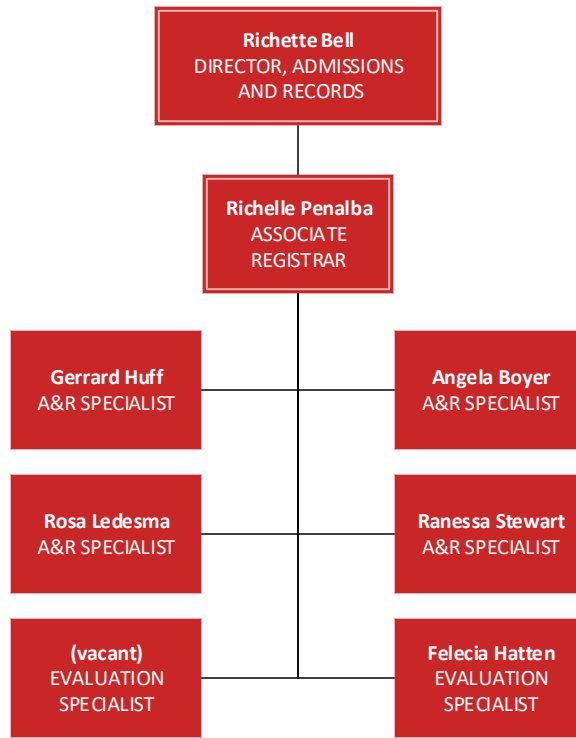 Richette Bell
DIRECTOR, ADMISSIONS
AND RECORDS
Richelle Penalba
ASSOCIATE
REGISTRAR
Gerrard Huff
A&R SPECIALIST
Angela Boyer
A&R SPECIALIST
Rosa Ledesma
A&R SPECIALIST
Ranessa Stewart
A&R SPECIALIST
(vacant)
EVALUATION
SPECIALIST
Felecia Hatten
EVALUATION
SPECIALIST